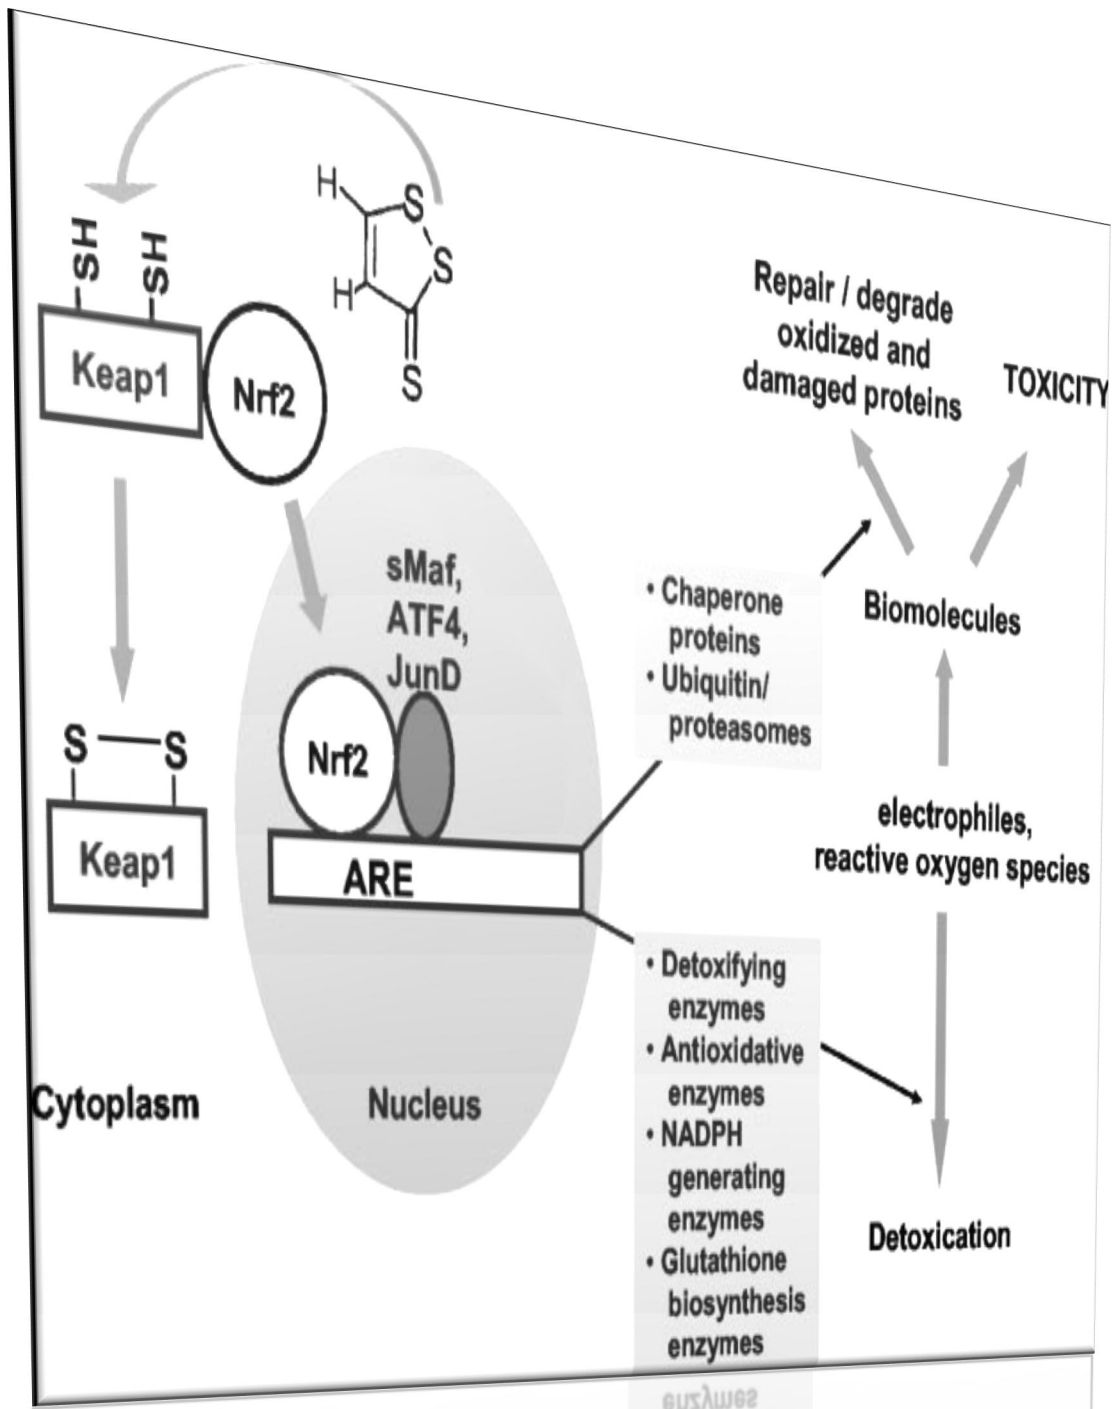 H
S
S
H
S
SH
SH
Keap1
Nrf2
S
S
Keap1
Cytoplasm
sMaf,
ATF4,
JunD
Nrf2
ARE
Nucleus
• Chaperone
proteins
• Ubiquitin/
proteasomes
• Detoxifying
enzymes
• Antioxidative
enzymes
• NADPH
generating
enzymes
• Glutathione
biosynthesis
enzymes
Repair / degrade
oxidized and
damaged proteins
TOXICITY
Biomolecules
electrophiles,
reactive oxygen species
Detoxication
enzymes